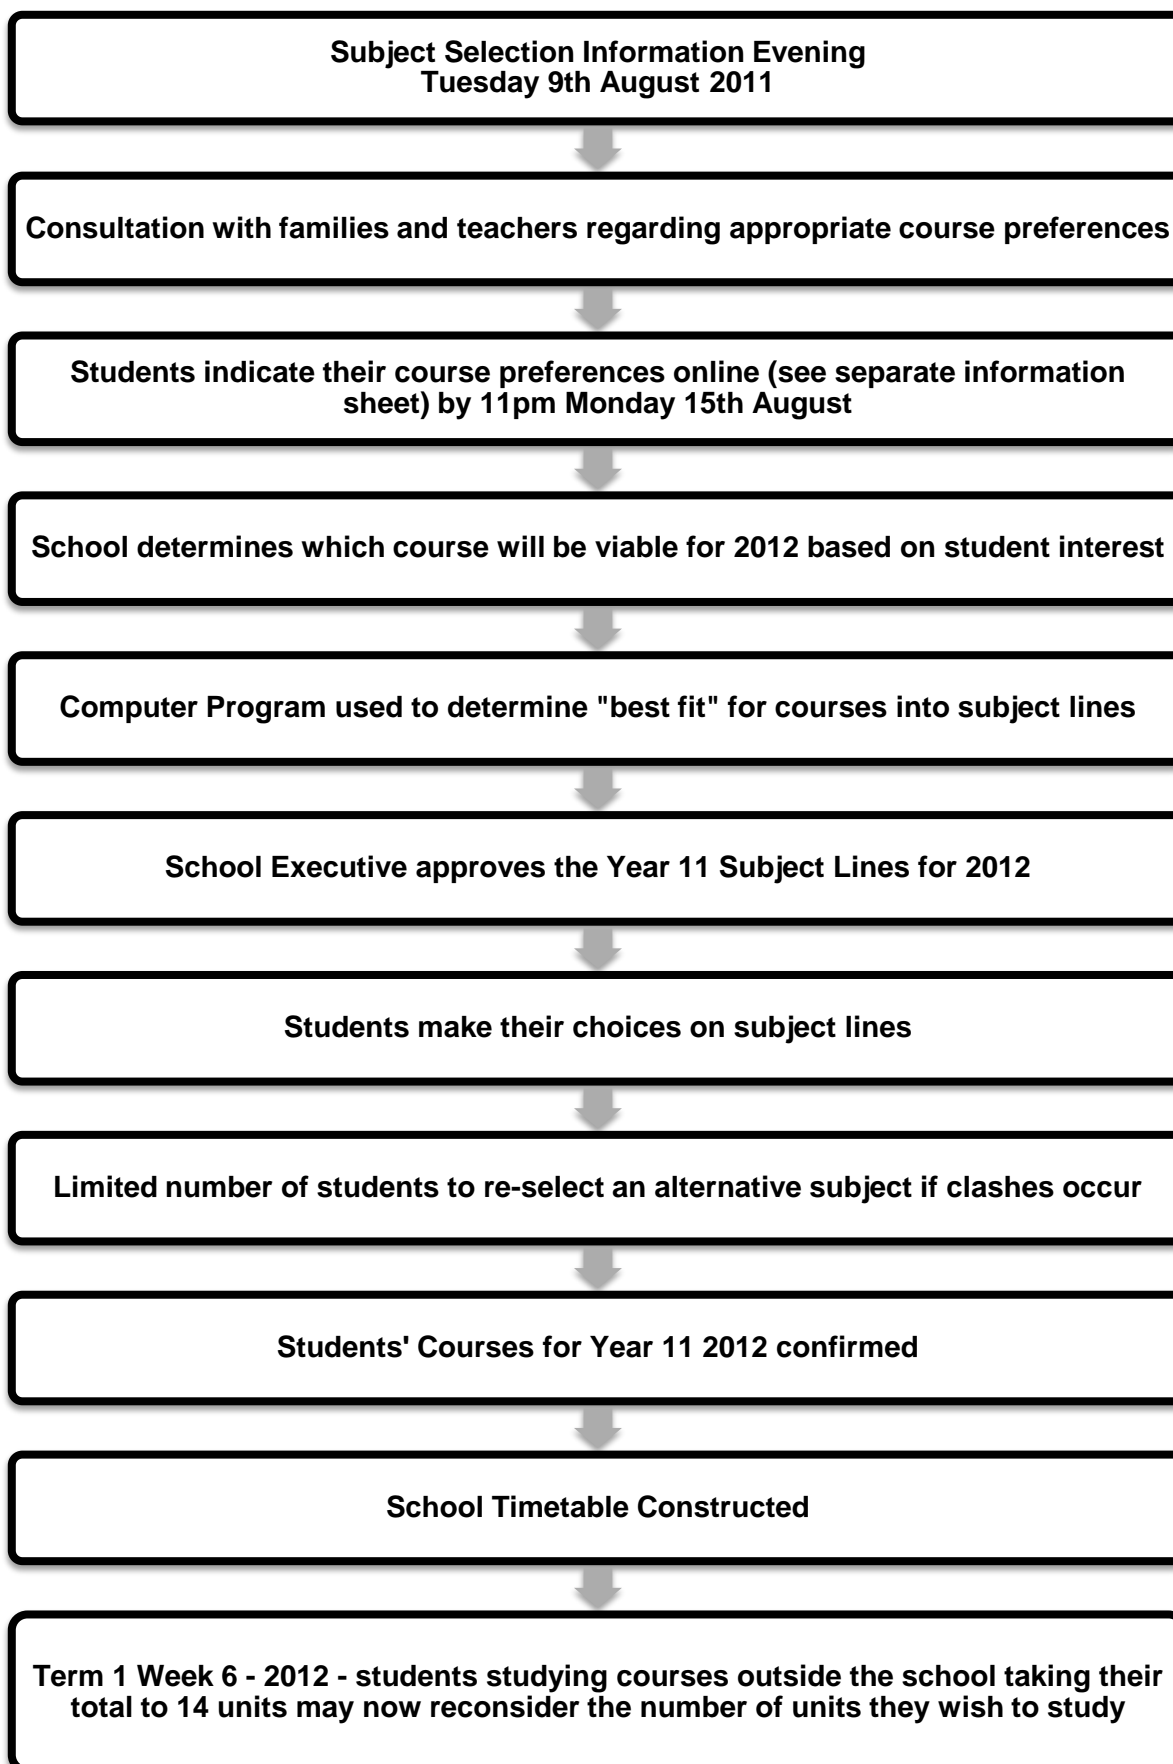 Subject Selection Information Evening
Tuesday 9th August 2011
Consultation with families and teachers regarding appropriate course preferences
Students indicate their course preferences online (see separate information
sheet) by 11pm Monday 15th August
School determines which course will be viable for 2012 based on student interest
Computer Program used to determine "best fit" for courses into subject lines
School Executive approves the Year 11 Subject Lines for 2012
Students make their choices on subject lines
Limited number of students to re-select an alternative subject if clashes occur
Students' Courses for Year 11 2012 confirmed
School Timetable Constructed
Term 1 Week 6 - 2012 - students studying courses outside the school taking their
total to 14 units may now reconsider the number of units they wish to study